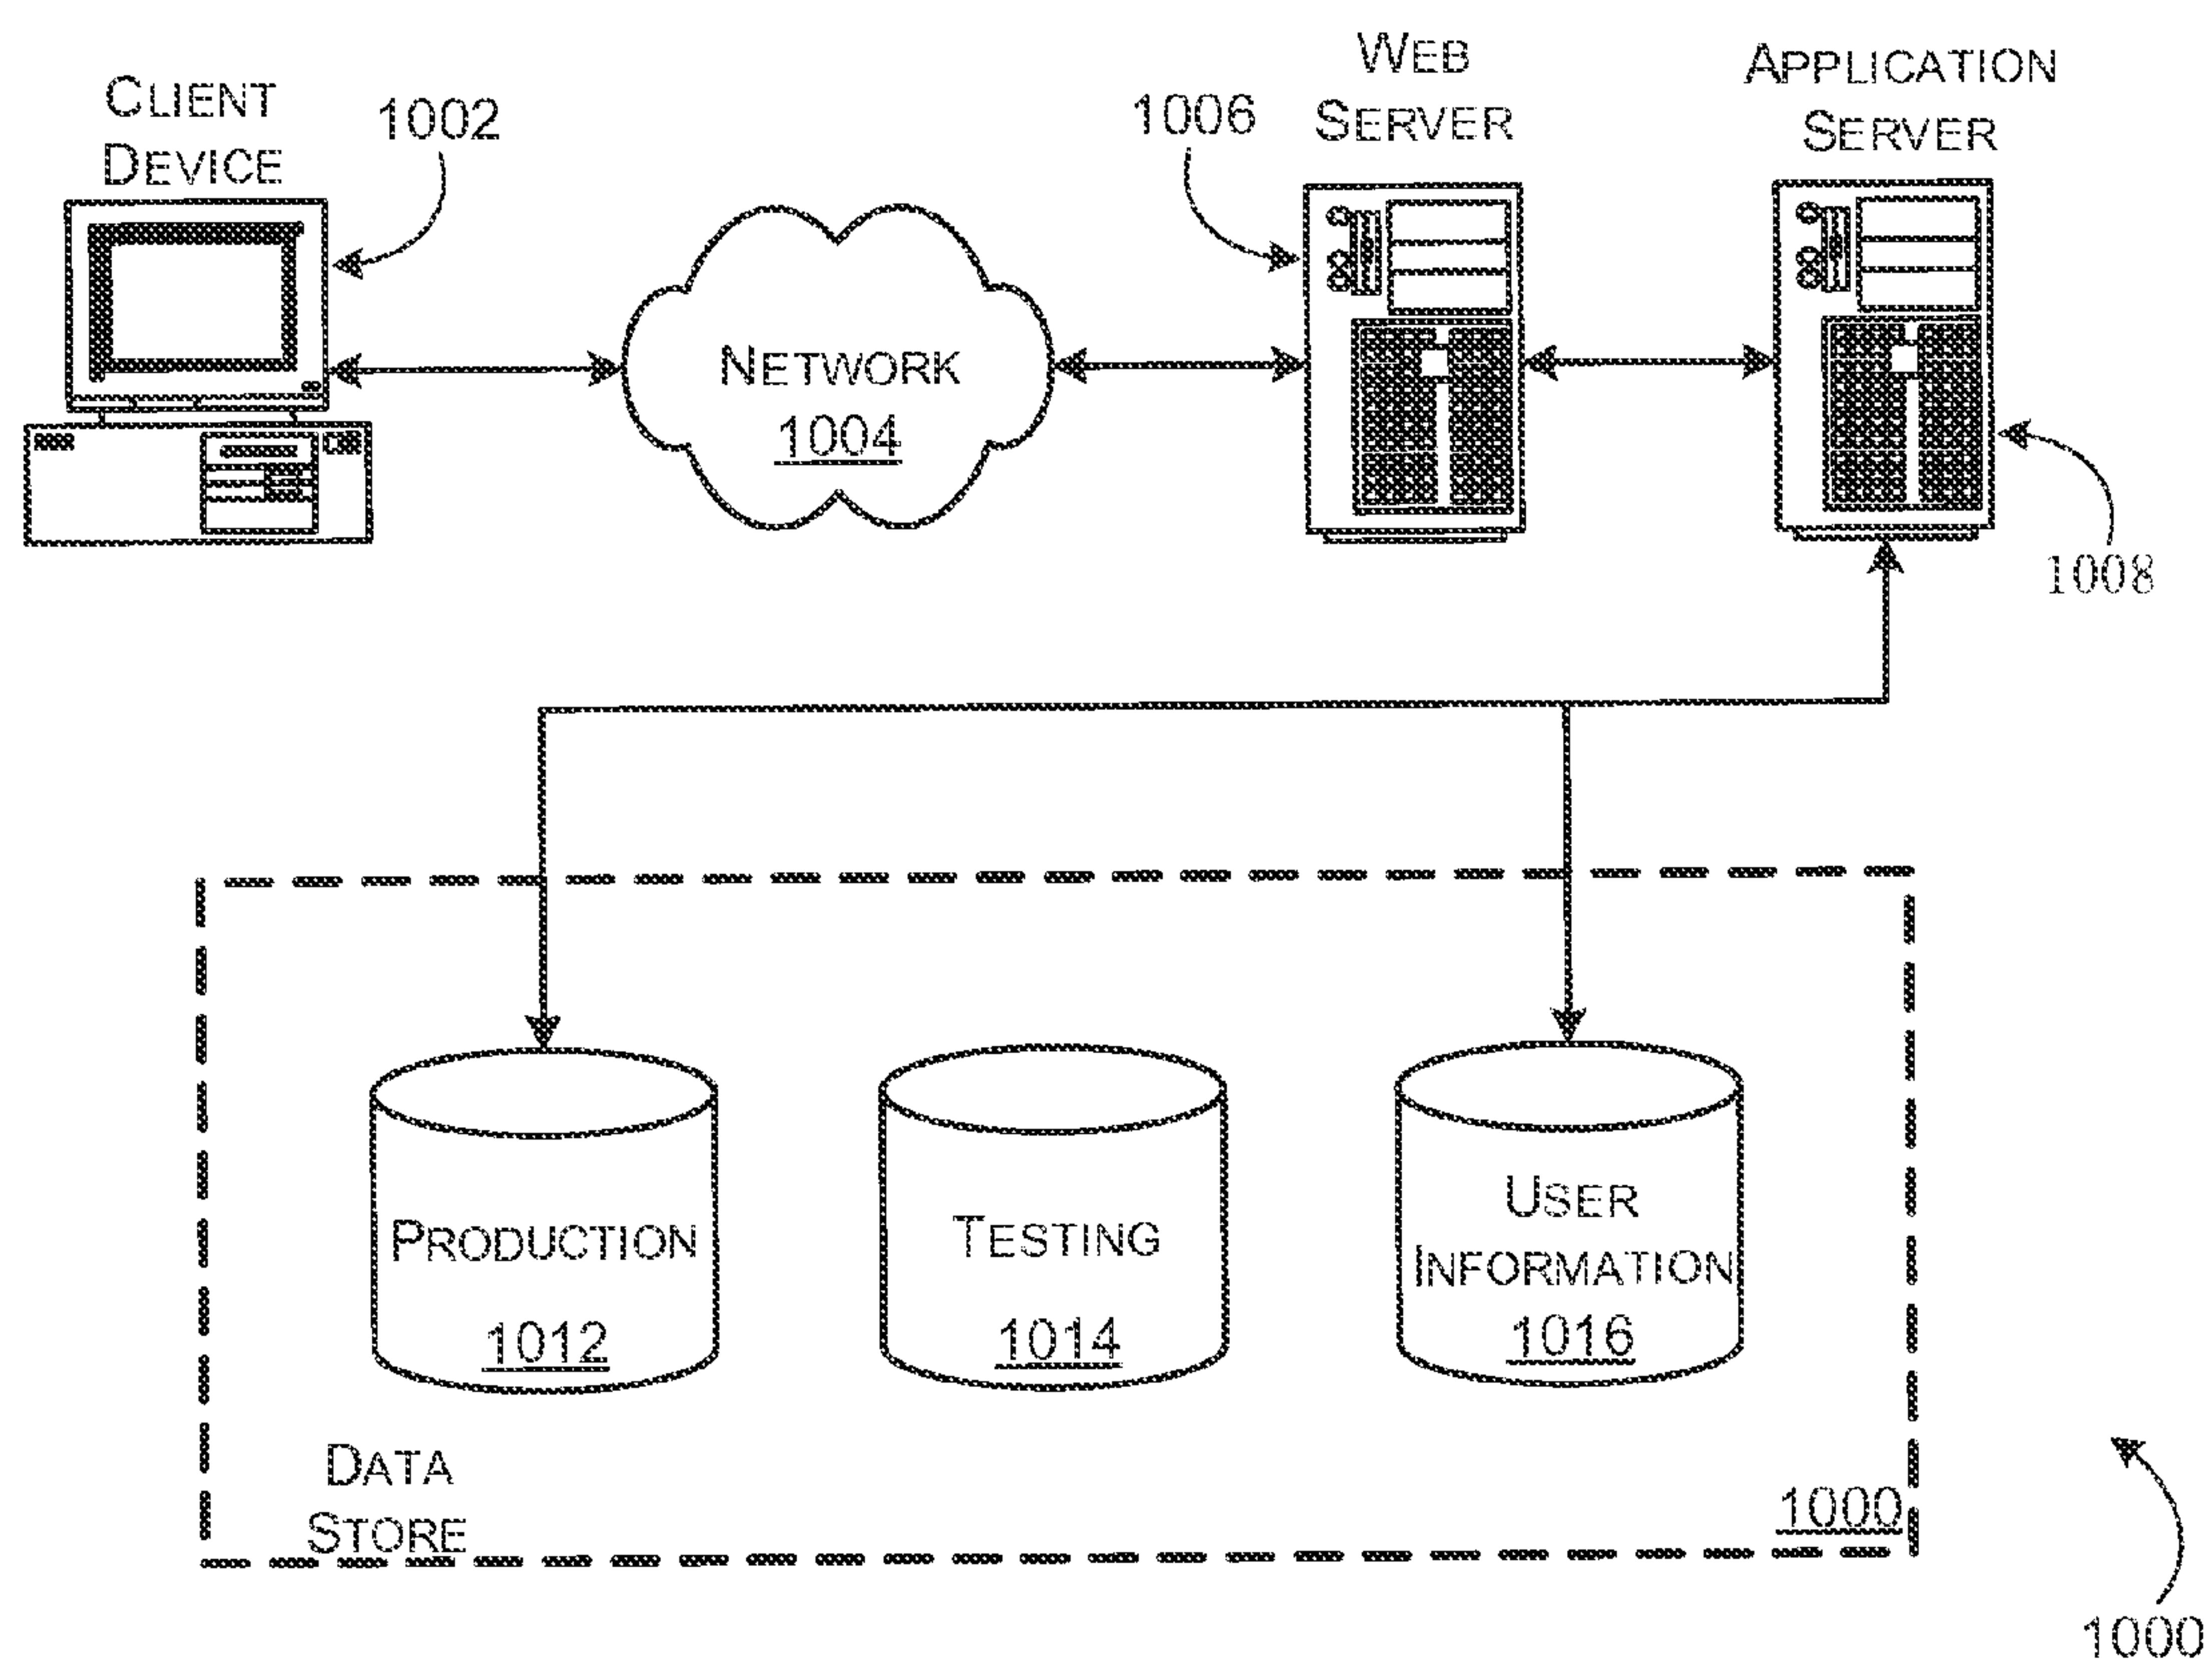 CLIENT
DEVICE
1002
1006
WEB
SERVER
APPLICATION
SERVER
NETWORK
1004
1008
PRODUCTION
1012
TESTING
1014
USER
INFORMATION
1016
DATA
STORE
1000
1000